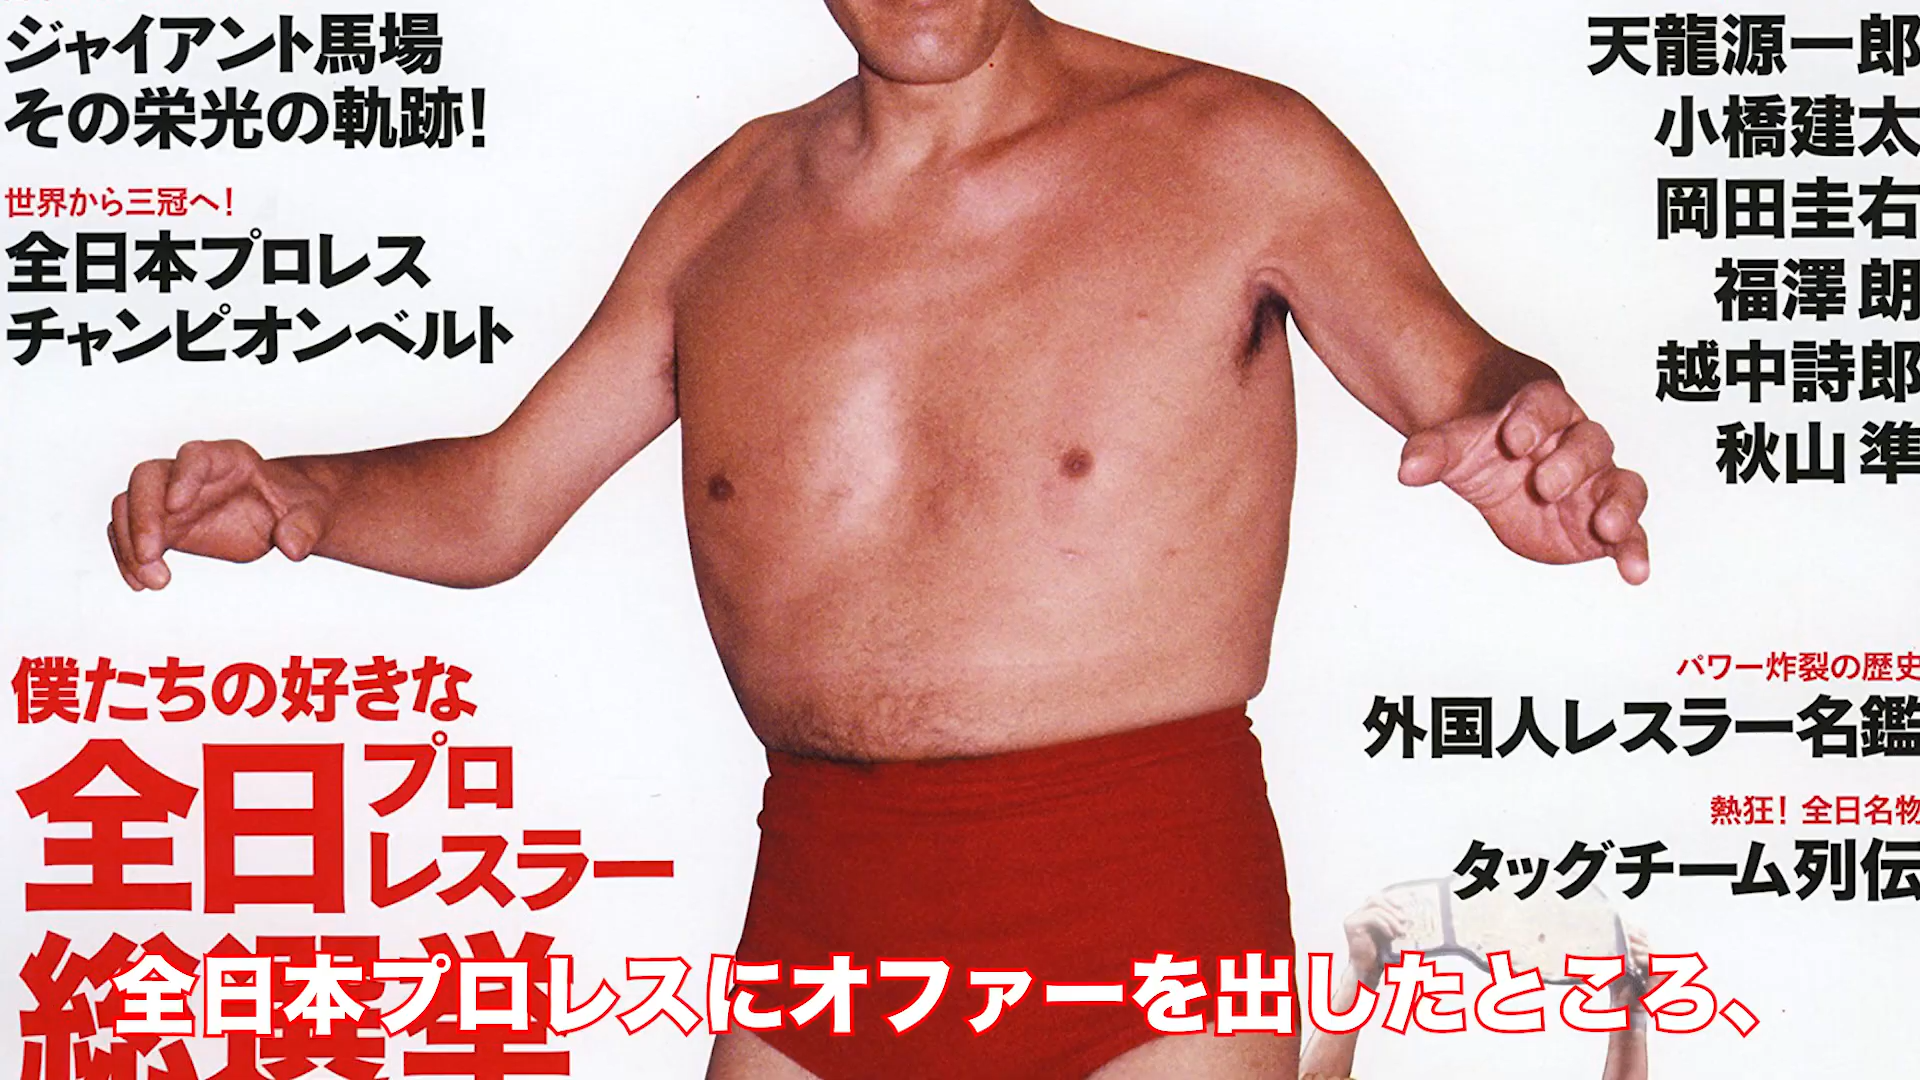 ジャイアント馬場
その栄光の軌跡!
世界から三冠へ!
全日本プロレス
チャンピオンベルト
天龍源一郎
小橋建太
岡田圭右
福澤 朗
越中詩郎
秋山 準
僕たちの好きな
全日プロレスラー
総選挙
パワー炸裂の歴史
外国人レスラー名鑑
熱狂! 全日名物
タッグチーム列伝
全日本プロレスにオファーを出したところ、